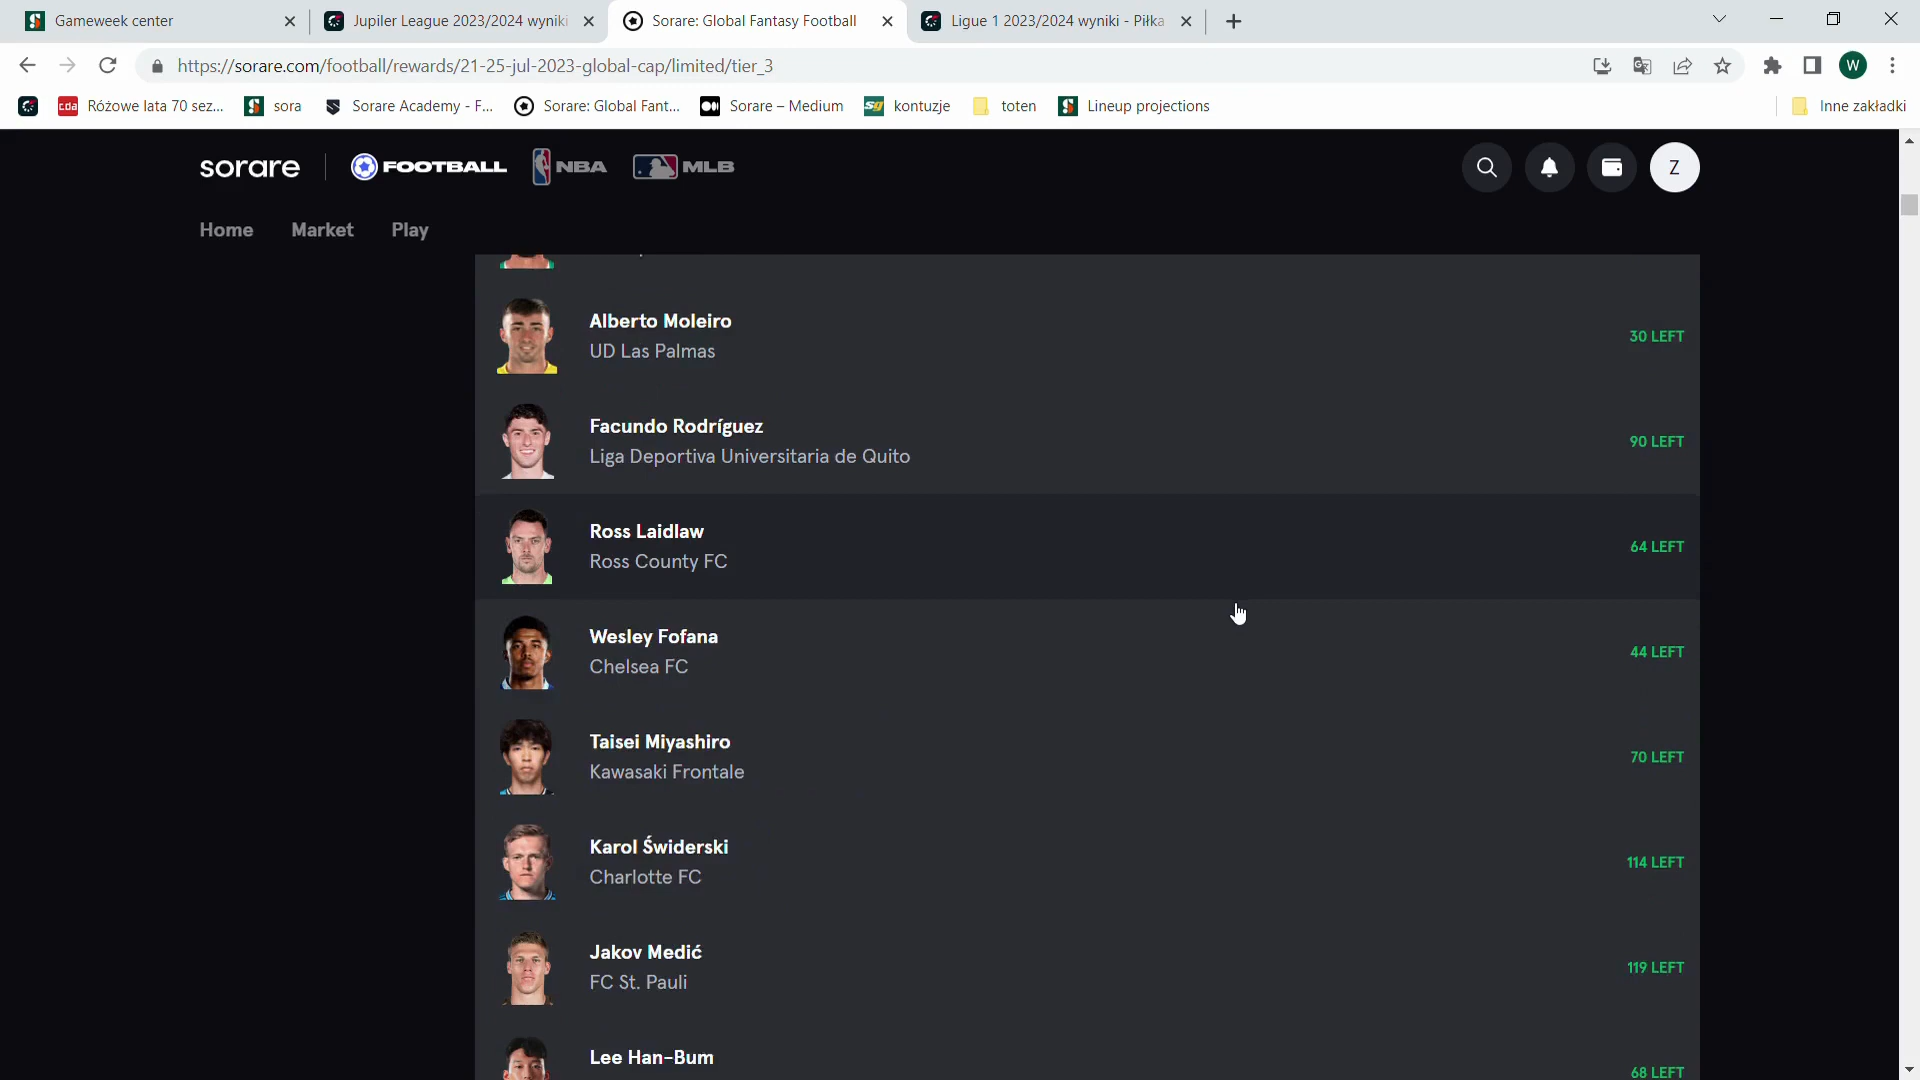 Gameweek center
Jupiler League 2023/2024 wyniki
Sorare: Global Fantasy Football
Ligue 1 2023/2024 wyniki - Piłka
https://sorare.com/football/rewards/21-25-jul-2023-global-cap/limited/tier_3
W
cda Różowe lata 70 sez...
sora
Sorare Academy - F...
Sorare: Global Fant...
Sorare – Medium
sg kontuzje
toten
Lineup projections
Inne zakładki
sorare
FOOTBALL
NBA
MLB
Z
Home
Market
Play
Alberto Moleiro
UD Las Palmas
30 LEFT
Facundo Rodríguez
Liga Deportiva Universitaria de Quito
90 LEFT
Ross Laidlaw
Ross County FC
64 LEFT
Wesley Fofana
Chelsea FC
44 LEFT
Taisei Miyashiro
Kawasaki Frontale
70 LEFT
Karol Świderski
Charlotte FC
114 LEFT
Jakov Medić
FC St. Pauli
119 LEFT
Lee Han-Bum
68 LEFT